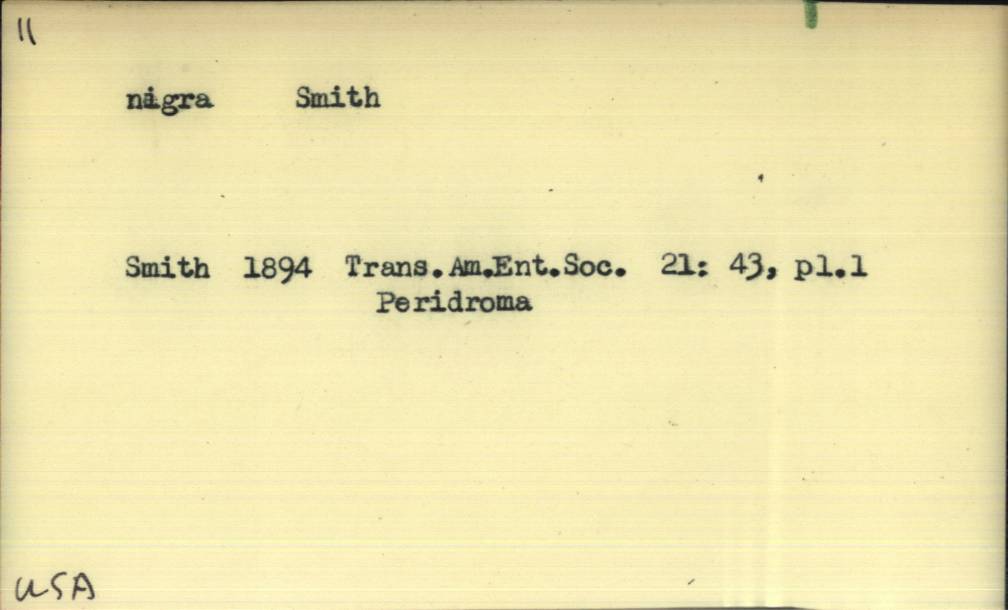 11
nigra Smith
Smith 1894 Trans.Am.Ent.Soc. 21: 43, pl.1
Peridroma
USA